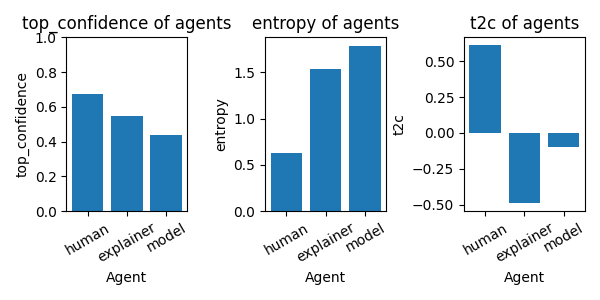 top_confidence of agents
top_confidence
1.0
0.8
0.6
0.4
0.2
0.0
human
explainer
model
Agent
entropy of agents
entropy
1.5
1.0
0.5
0.0
human
explainer
model
Agent
t2c of agents
t2c
0.50
0.25
0.00
−0.25
−0.50
human
explainer
model
Agent